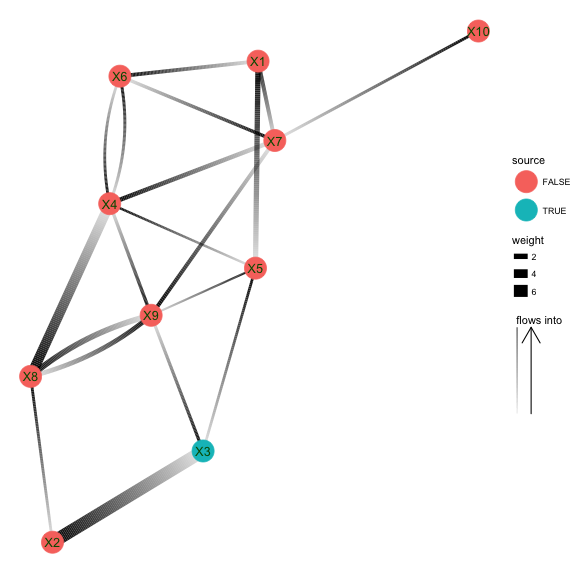 X10
X1
X6
X7
source
FALSE
X4
TRUE
weight
2
X5
4
6
X9
flows into
X8
X3
X2